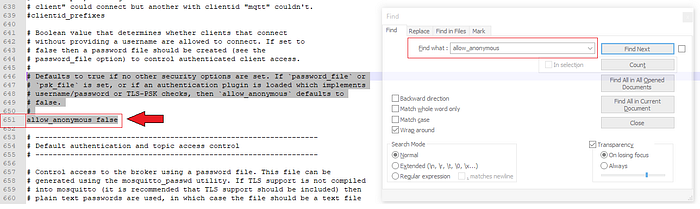 638 # client" could connect but another with clientid "mqtt" couldn't.
639 #clientid_prefixes
640
641 # Boolean value that determines whether clients that connect
642 # without providing a username are allowed to connect. If set to
643 # false then a password file should be created (see the
644 # password_file option) to control authenticated client access.
645 #
646 # Defaults to true if no other security options are set. If `password_file` or
647 # `psk_file` is set, or if an authentication plugin is loaded which implements
648 # username/password or TLS-PSK checks, then `allow_anonymous` defaults to
649 # false.
650 #
651 allow_anonymous false
652
653 # -----------------------------------------------------------------
654 # Default authentication and topic access control
655 # -----------------------------------------------------------------
656
657 # Control access to the broker using a password file. This file can be
658 # generated using the mosquitto_passwd utility. If TLS support is not compiled
659 # into mosquitto (it is recommended that TLS support should be included) then
660 # plain text passwords are used, in which case the file should be a text file
Find
Find Replace Find in Files Mark
Find what : allow_anonymous
Find Next
In selection
Count
Find All in All Opened Documents
Find All in Current Document
Close
Backward direction
Match whole word only
Match case
Wrap around
Search Mode
Normal
Extended (\n, \r, \t, \0, \x...)
Regular expression
. matches newline
Transparency
On losing focus
Always